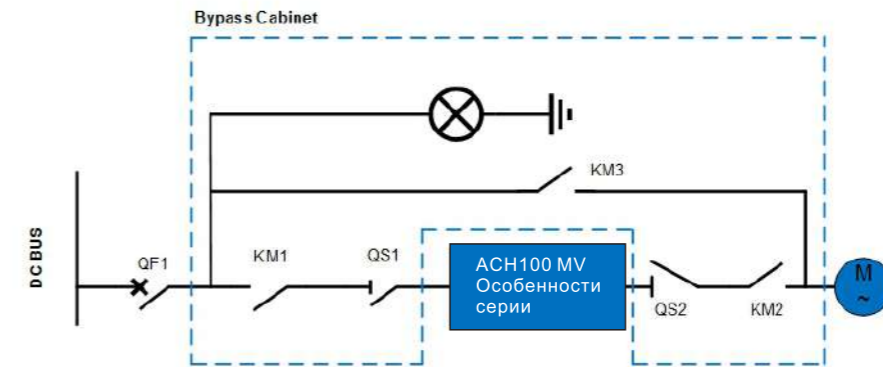 Bypass Cabinet
KM3
DC BUS
QF1
KM1
QS1
ACH100 MV
Особенности
серии
QS2
KM2
M
~